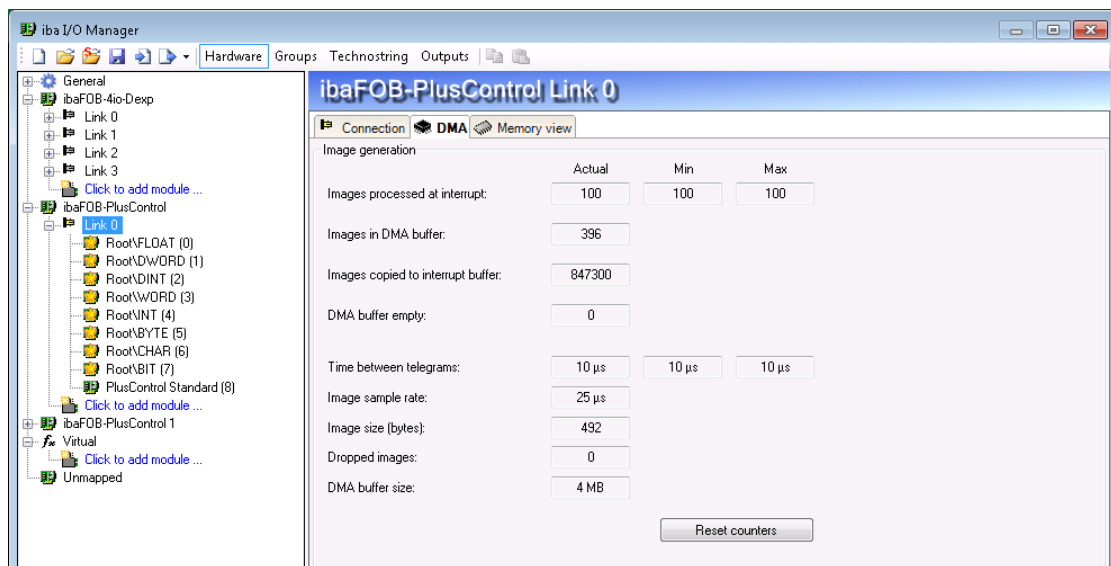 iba I/O Manager
Hardware Groups Technostring Outputs
General
ibaFOB-4io-Dexp
Link 0
Link 1
Link 2
Link 3
Click to add module ...
ibaFOB-PlusControl
Link 0
Root\FLOAT (0)
Root\DWORD (1)
Root\DINT (2)
Root\WORD (3)
Root\INT (4)
Root\BYTE (5)
Root\CHAR (6)
Root\BIT (7)
PlusControl Standard (8)
Click to add module ...
ibaFOB-PlusControl 1
Virtual
Click to add module ...
Unmapped
ibaFOB-PlusControl Link 0
Connection DMA Memory view
Image generation
Actual Min Max
Images processed at interrupt: 100 100 100
Images in DMA buffer: 396
Images copied to interrupt buffer: 847300
DMA buffer empty: 0
Time between telegrams: 10 µs 10 µs 10 µs
Image sample rate: 25 µs
Image size (bytes): 492
Dropped images: 0
DMA buffer size: 4 MB
Reset counters